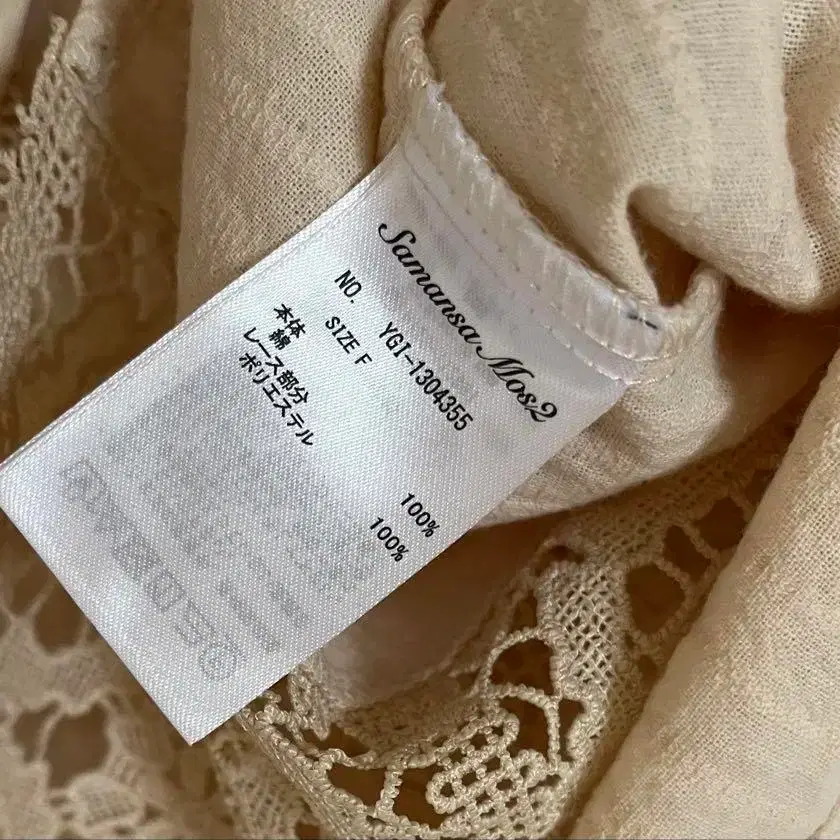 Samansa Mos2
NO. YGI-1304355
SIZE F
本体
綿 100%
レース部分
ポリエステル 100%